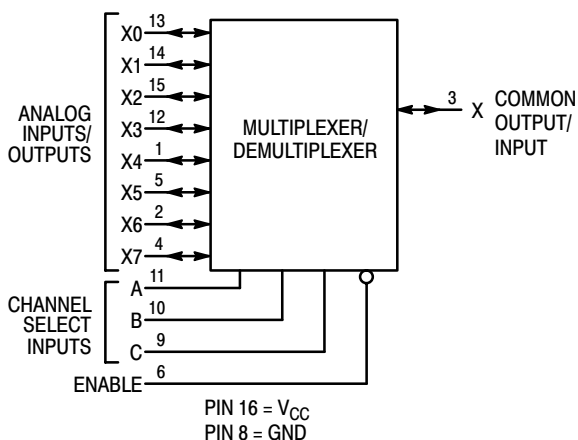 X0 13
X1 14
X2 15
X3 12
X4 1
X5 5
X6 2
X7 4
ANALOG
INPUTS/
OUTPUTS
MULTIPLEXER/
DEMULTIPLEXER
3 X COMMON
OUTPUT/
INPUT
A 11
B 10
C 9
CHANNEL
SELECT
INPUTS
ENABLE 6
PIN 16 = VCC
PIN 8 = GND